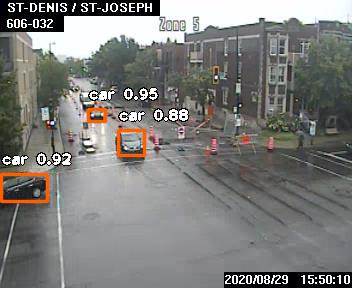 ST-DENIS / ST-JOSEPH
606-032
Zone 5
car 0.95
car 0.88
car 0.92
2020/08/29 15:50:10